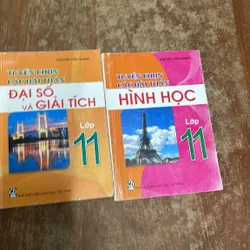 TUYỂN CHỌN
CÁC BÀI TOÁN
ĐẠI SỐ
VÀ GIẢI TÍCH
Lớp
11
TUYỂN CHỌN
CÁC BÀI TOÁN
HÌNH HỌC
Lớp
11